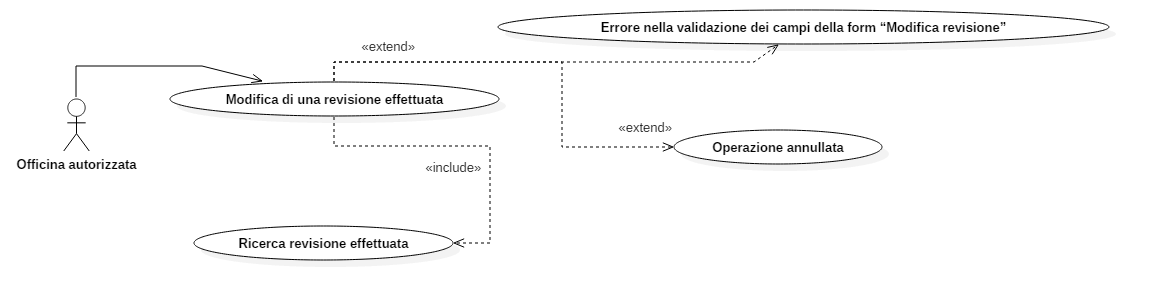 Errore nella validazione dei campi della form “Modifica revisione”
«extend»
Modifica di una revisione effettuata
«extend»
Operazione annullata
Officina autorizzata
«include»
Ricerca revisione effettuata